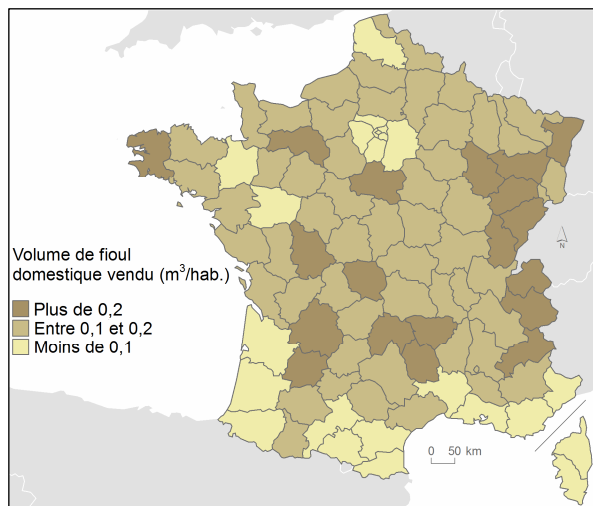 Volume de fioul
domestique vendu (m³/hab.)
Plus de 0,2
Entre 0,1 et 0,2
Moins de 0,1
N
0 50 km